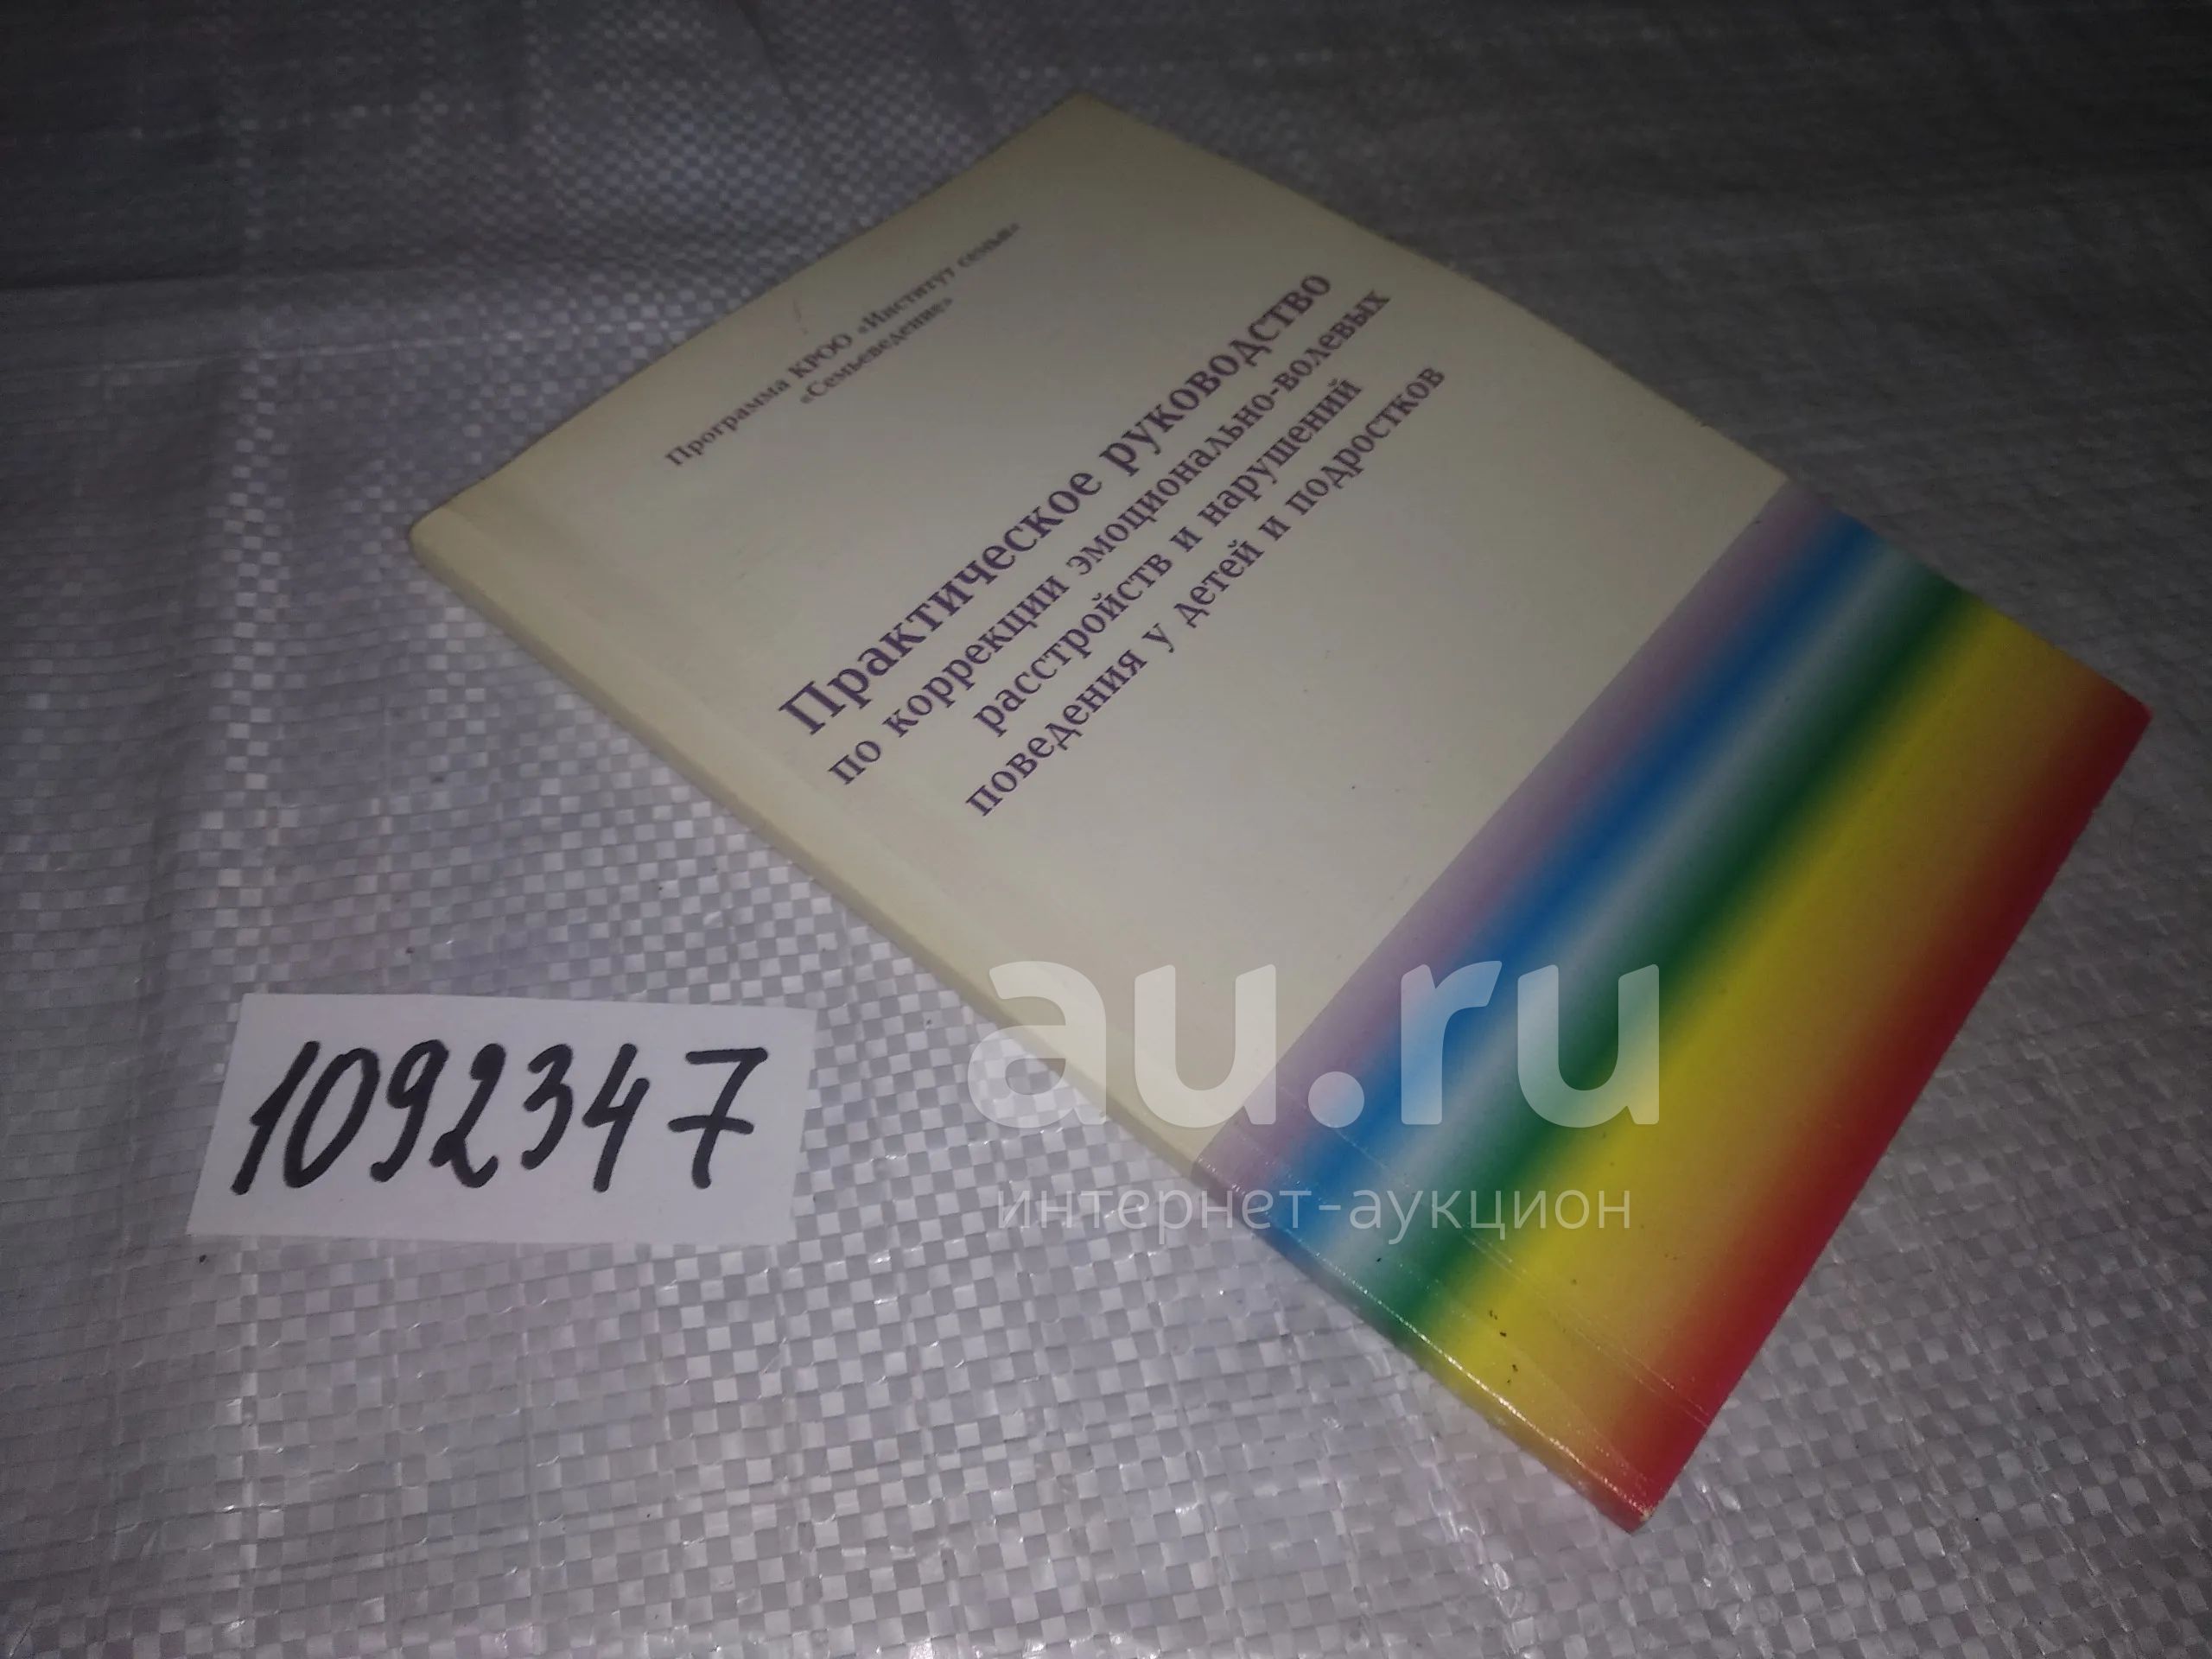 Программа КРОО «Институт семьи»
«Семьеведение»
Практическое руководство
по коррекции эмоционально-волевых
расстройств и нарушений
поведения у детей и подростков
1092347
au.ru
интернет-аукцион